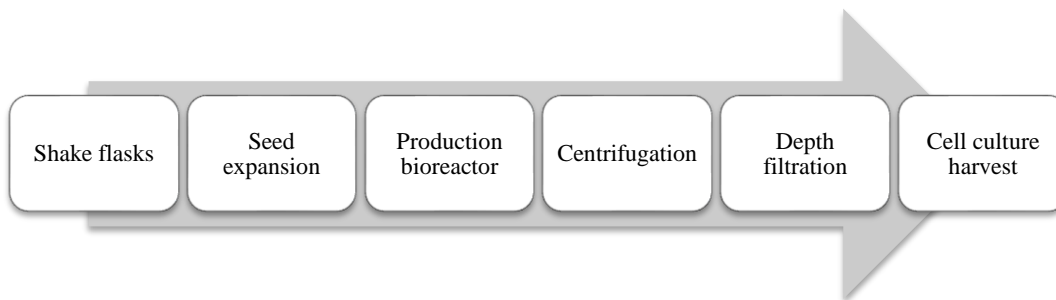 Shake flasks
Seed
expansion
Production
bioreactor
Centrifugation
Depth
filtration
Cell culture
harvest